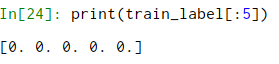 In[24]: print(train_label[:5])
[0. 0. 0. 0. 0.]